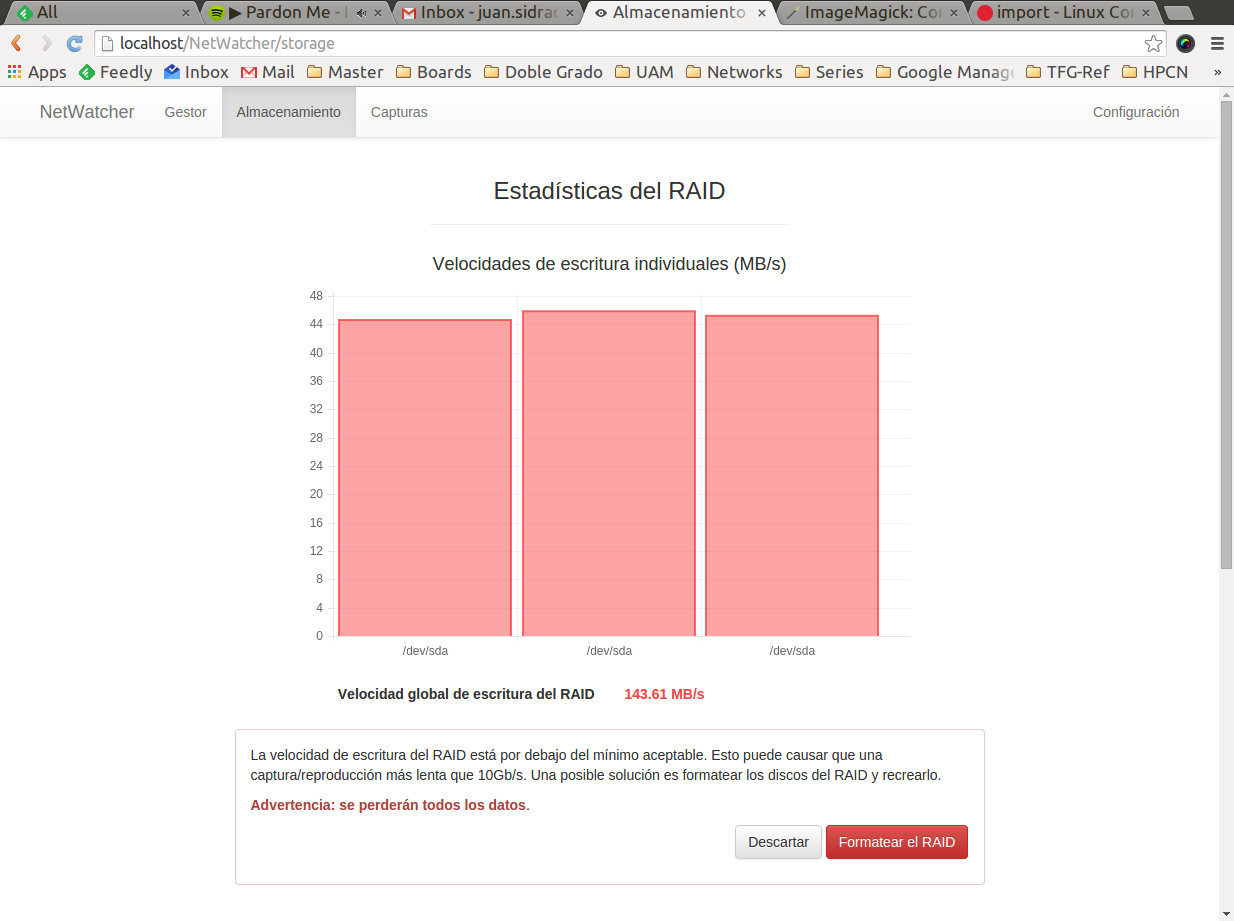 All
▶ Pardon Me -
Inbox - juan.sidrac
Almacenamiento
ImageMagick: Co
import - Linux Co
localhost/NetWatcher/storage
Apps Feedly Inbox Mail Master Boards Doble Grado UAM Networks Series Google Manage TFG-Ref HPCN »
NetWatcher Gestor Almacenamiento Capturas Configuración
Estadísticas del RAID
Velocidades de escritura individuales (MB/s)
48
44
40
36
32
28
24
20
16
12
8
4
0
/dev/sda /dev/sda /dev/sda
Velocidad global de escritura del RAID 143.61 MB/s
La velocidad de escritura del RAID está por debajo del mínimo aceptable. Esto puede causar que una
captura/reproducción más lenta que 10Gb/s. Una posible solución es formatear los discos del RAID y recrearlo.
Advertencia: se perderán todos los datos.
Descartar Formatear el RAID